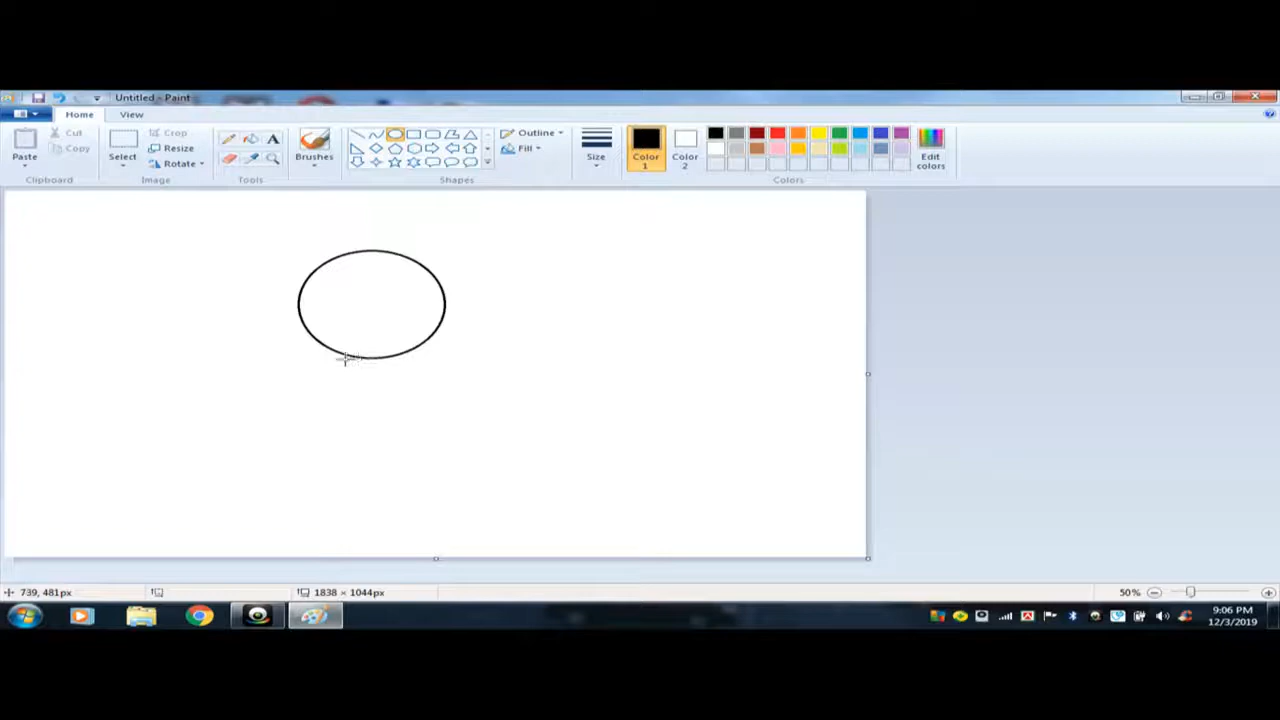 Untitled - Paint
Home View
Paste
Cut
Copy
Clipboard
Select
Crop
Resize
Rotate
Image
A
Tools
Brushes
Shapes
Outline
Fill
Size
Color 1
Color 2
Edit colors
Colors
739, 481px
1838 × 1044px
50%
9:06 PM
12/3/2019